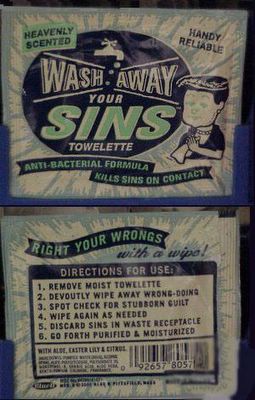 HEAVENLY
SCENTED
HANDY
RELIABLE
WASH AWAY
YOUR
SINS
TOWELETTE
ANTI-BACTERIAL FORMULA
KILLS SINS ON CONTACT
RIGHT YOUR WRONGS
with a wipe!
DIRECTIONS FOR USE:
1. REMOVE MOIST TOWELETTE
2. DEVOUTLY WIPE AWAY WRONG-DOING
3. SPOT CHECK FOR STUBBORN GUILT
4. WIPE AGAIN AS NEEDED
5. DISCARD SINS IN WASTE RECEPTACLE
6. GO FORTH PURIFIED & MOISTURIZED
WITH ALOE, EASTER LILY & CITRUS.
0 92657 8057